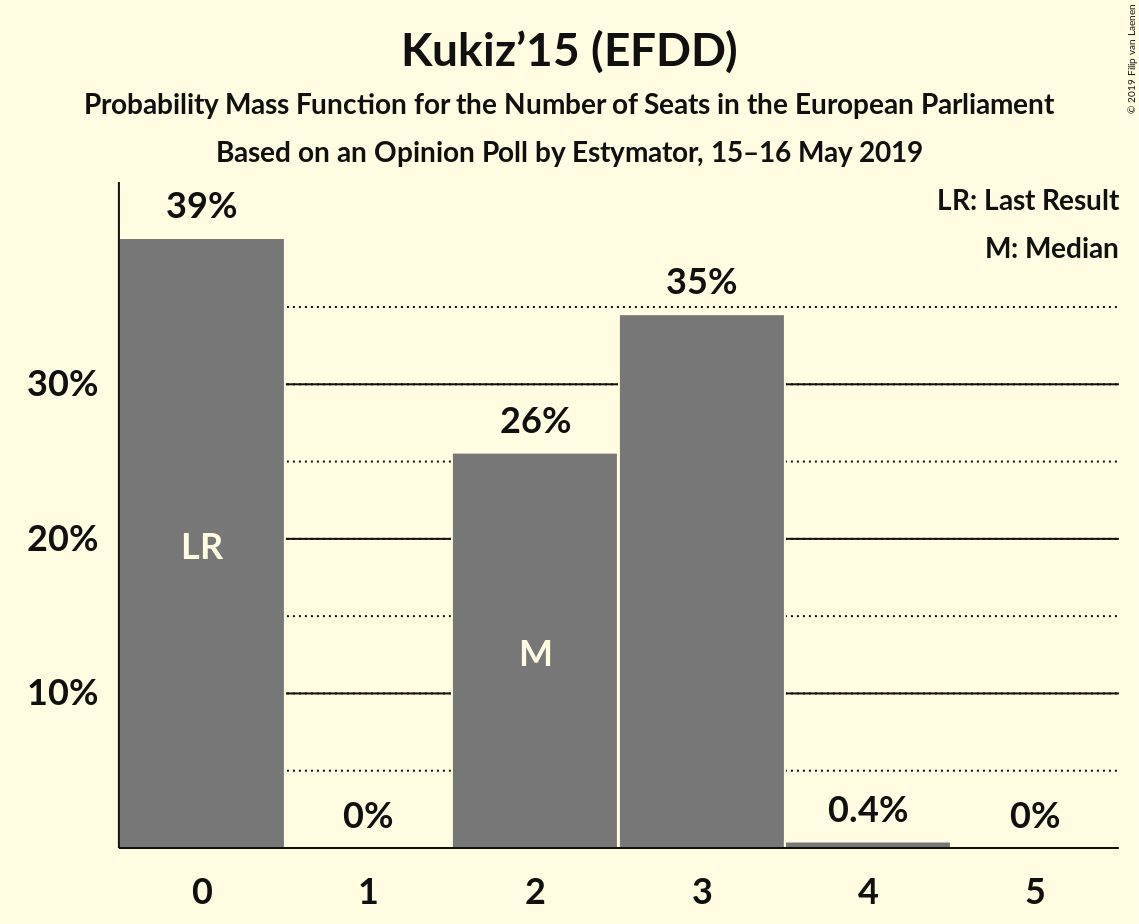 Kukiz’15 (EFDD)
Probability Mass Function for the Number of Seats in the European Parliament
Based on an Opinion Poll by Estymator, 15–16 May 2019
© 2019 Filip van Laenen
LR: Last Result
M: Median
39%
35%
30%
26%
20%
LR
M
10%
0%
0.4%
0%
0 1 2 3 4 5